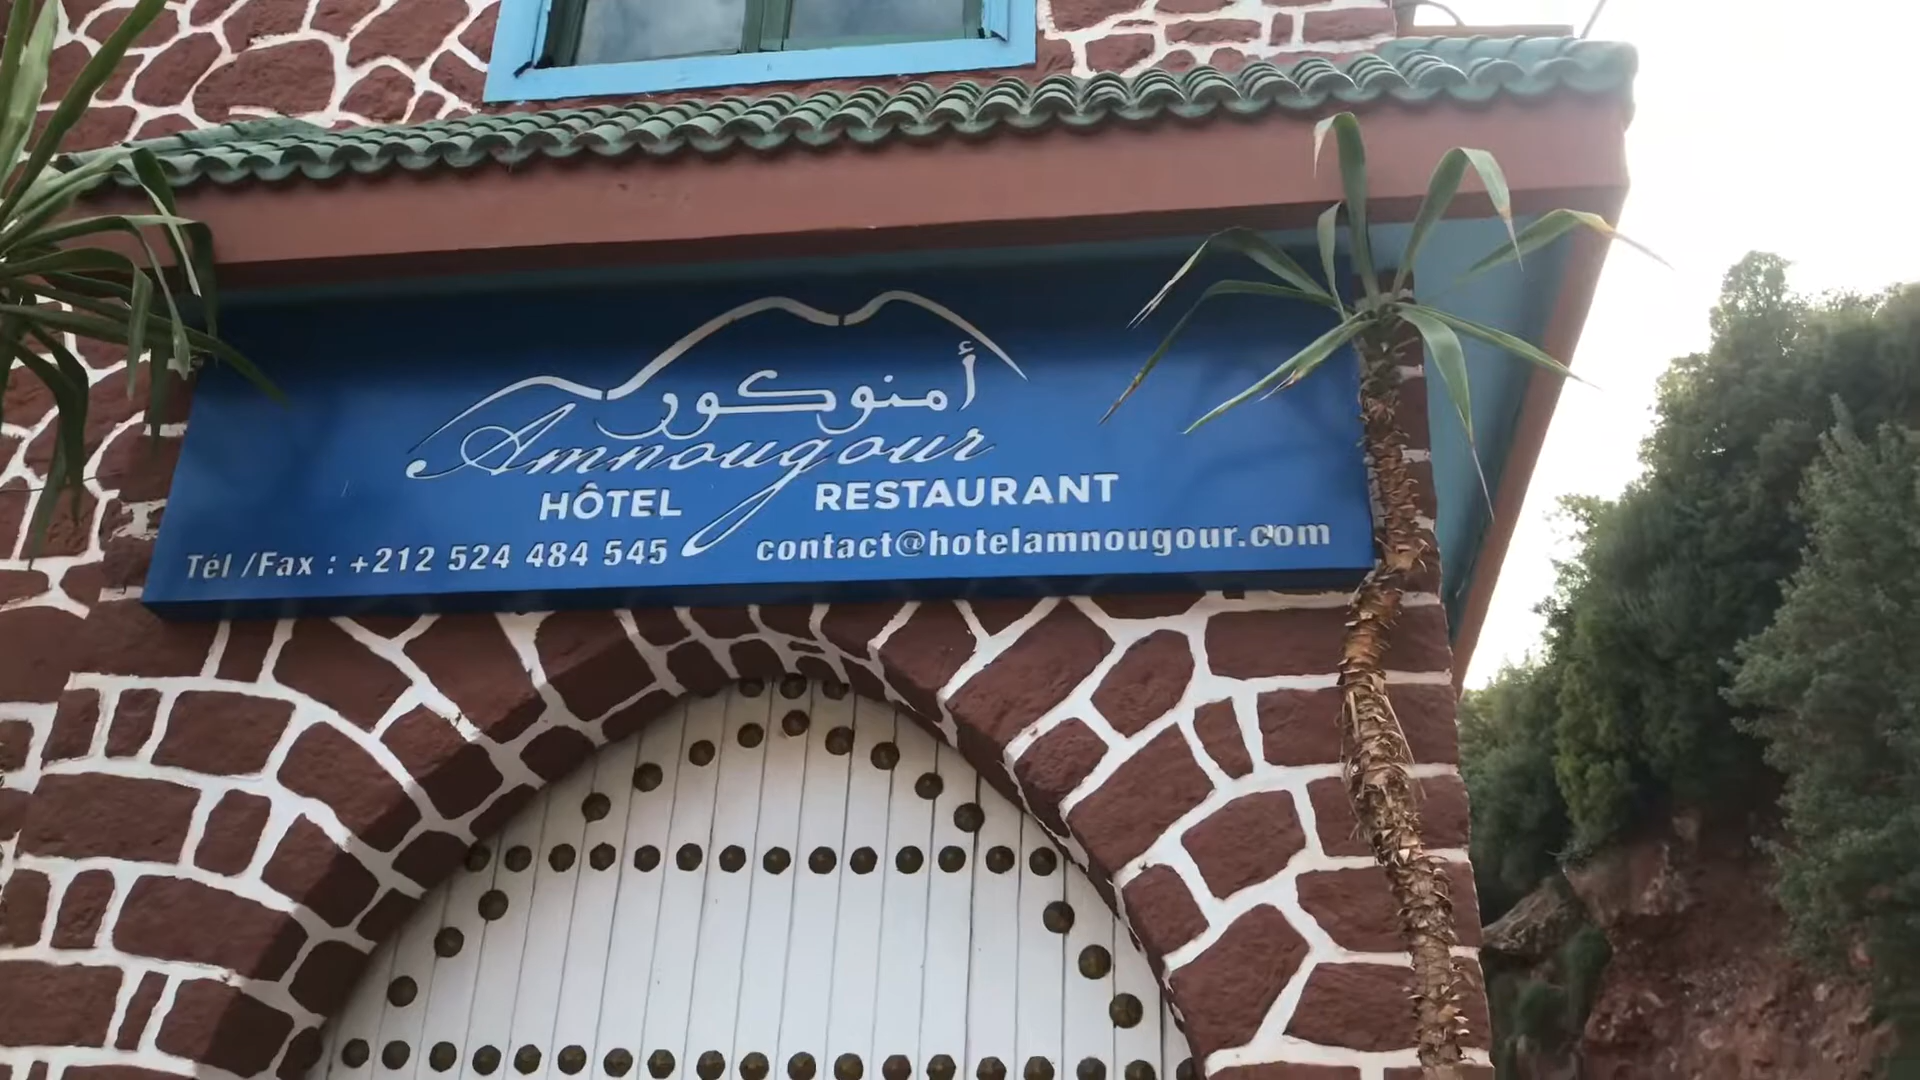 أمنوكور
Amnougour
HÔTEL RESTAURANT
Tél /Fax : +212 524 484 545 contact@hotelamnougour.com